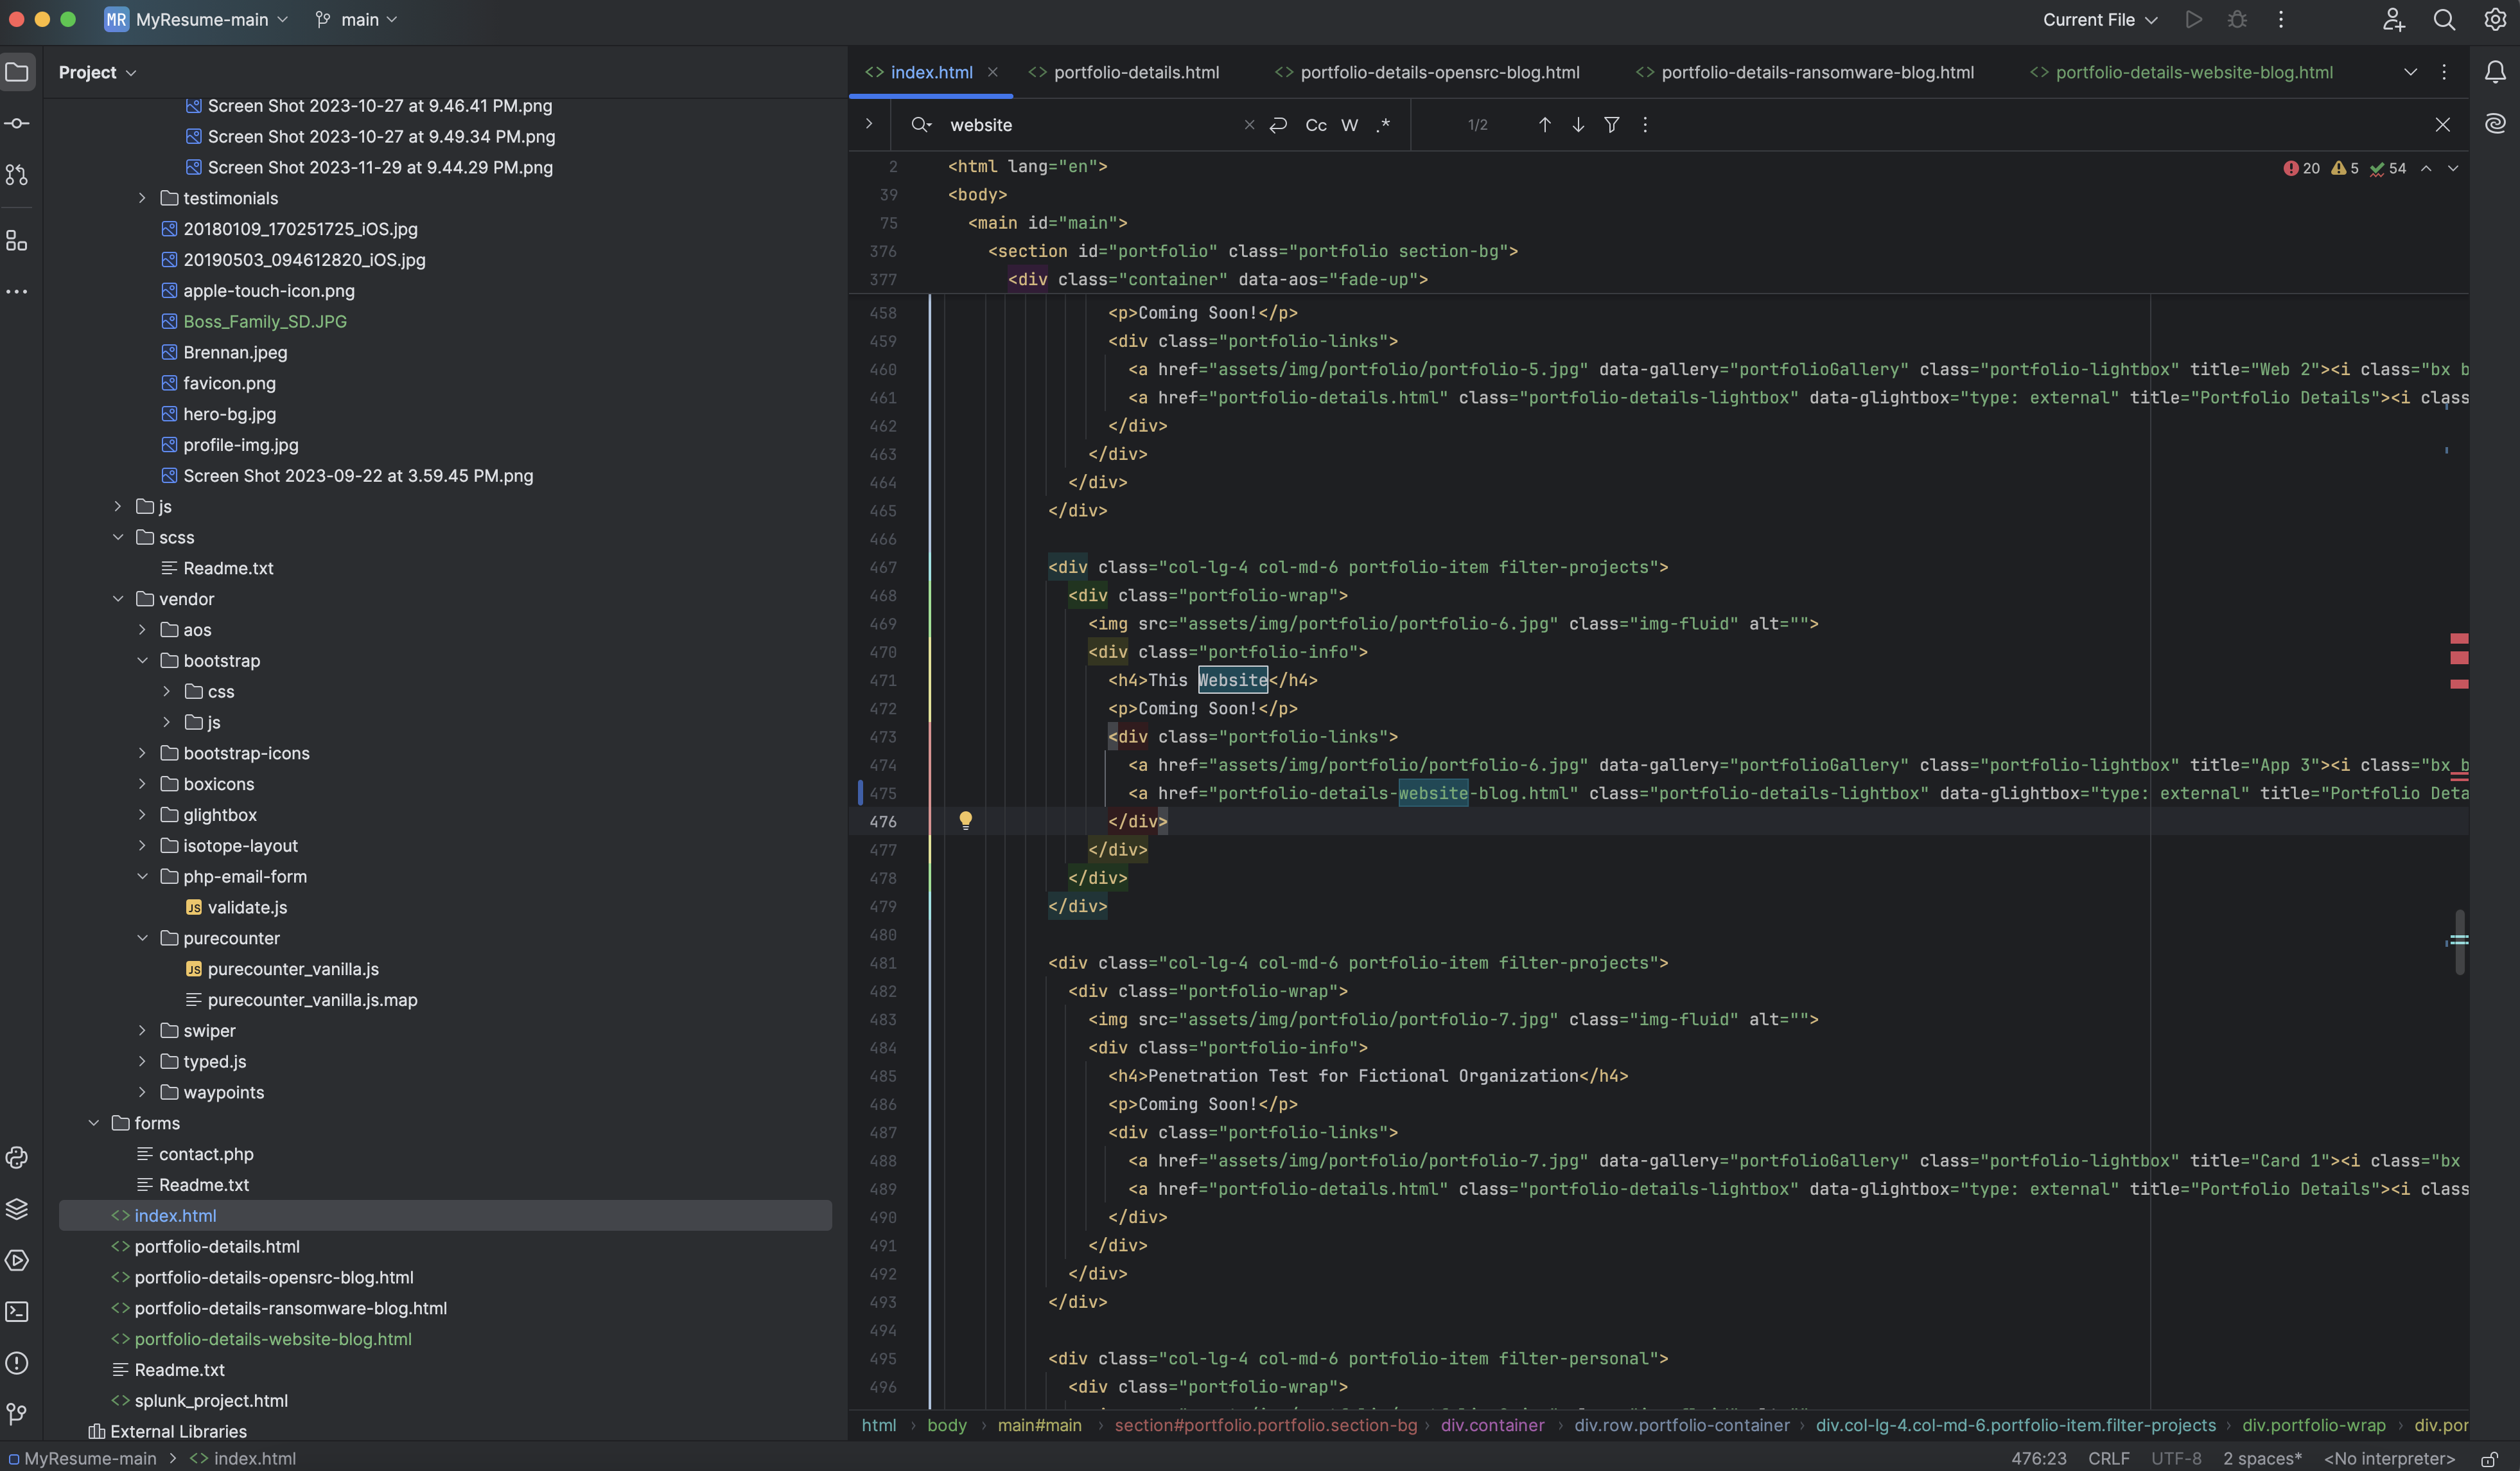 MR MyResume-main main Current File
Project
Screen Shot 2023-10-27 at 9.46.41 PM.png
Screen Shot 2023-10-27 at 9.49.34 PM.png
Screen Shot 2023-11-29 at 9.44.29 PM.png
testimonials
20180109_170251725_iOS.jpg
20190503_094612820_iOS.jpg
apple-touch-icon.png
Boss_Family_SD.JPG
Brennan.jpeg
favicon.png
hero-bg.jpg
profile-img.jpg
Screen Shot 2023-09-22 at 3.59.45 PM.png
js
scss
Readme.txt
vendor
aos
bootstrap
css
js
bootstrap-icons
boxicons
glightbox
isotope-layout
php-email-form
JS validate.js
purecounter
JS purecounter_vanilla.js
purecounter_vanilla.js.map
swiper
typed.js
waypoints
forms
contact.php
Readme.txt
<> index.html
<> portfolio-details.html
<> portfolio-details-opensrc-blog.html
<> portfolio-details-ransomware-blog.html
<> portfolio-details-website-blog.html
Readme.txt
<> splunk_project.html
External Libraries
<> index.html <> portfolio-details.html <> portfolio-details-opensrc-blog.html <> portfolio-details-ransomware-blog.html <> portfolio-details-website-blog.html
website Cc W .* 1/2
20 5 54
2 <html lang="en">
39 <body>
75 <main id="main">
376 <section id="portfolio" class="portfolio section-bg">
377 <div class="container" data-aos="fade-up">
458 <p>Coming Soon!</p>
459 <div class="portfolio-links">
460 <a href="assets/img/portfolio/portfolio-5.jpg" data-gallery="portfolioGallery" class="portfolio-lightbox" title="Web 2"><i class="bx b
461 <a href="portfolio-details.html" class="portfolio-details-lightbox" data-glightbox="type: external" title="Portfolio Details"><i class
462 </div>
463 </div>
464 </div>
465 </div>
466
467 <div class="col-lg-4 col-md-6 portfolio-item filter-projects">
468 <div class="portfolio-wrap">
469 <img src="assets/img/portfolio/portfolio-6.jpg" class="img-fluid" alt="">
470 <div class="portfolio-info">
471 <h4>This Website</h4>
472 <p>Coming Soon!</p>
473 <div class="portfolio-links">
474 <a href="assets/img/portfolio/portfolio-6.jpg" data-gallery="portfolioGallery" class="portfolio-lightbox" title="App 3"><i class="bx b
475 <a href="portfolio-details-website-blog.html" class="portfolio-details-lightbox" data-glightbox="type: external" title="Portfolio Deta
476 </div>
477 </div>
478 </div>
479 </div>
480
481 <div class="col-lg-4 col-md-6 portfolio-item filter-projects">
482 <div class="portfolio-wrap">
483 <img src="assets/img/portfolio/portfolio-7.jpg" class="img-fluid" alt="">
484 <div class="portfolio-info">
485 <h4>Penetration Test for Fictional Organization</h4>
486 <p>Coming Soon!</p>
487 <div class="portfolio-links">
488 <a href="assets/img/portfolio/portfolio-7.jpg" data-gallery="portfolioGallery" class="portfolio-lightbox" title="Card 1"><i class="bx
489 <a href="portfolio-details.html" class="portfolio-details-lightbox" data-glightbox="type: external" title="Portfolio Details"><i class
490 </div>
491 </div>
492 </div>
493 </div>
494
495 <div class="col-lg-4 col-md-6 portfolio-item filter-personal">
496 <div class="portfolio-wrap">
html › body › main#main › section#portfolio.portfolio.section-bg › div.container › div.row.portfolio-container › div.col-lg-4.col-md-6.portfolio-item.filter-projects › div.portfolio-wrap › div.por
MyResume-main > <> index.html 476:23 CRLF UTF-8 2 spaces* <No interpreter>